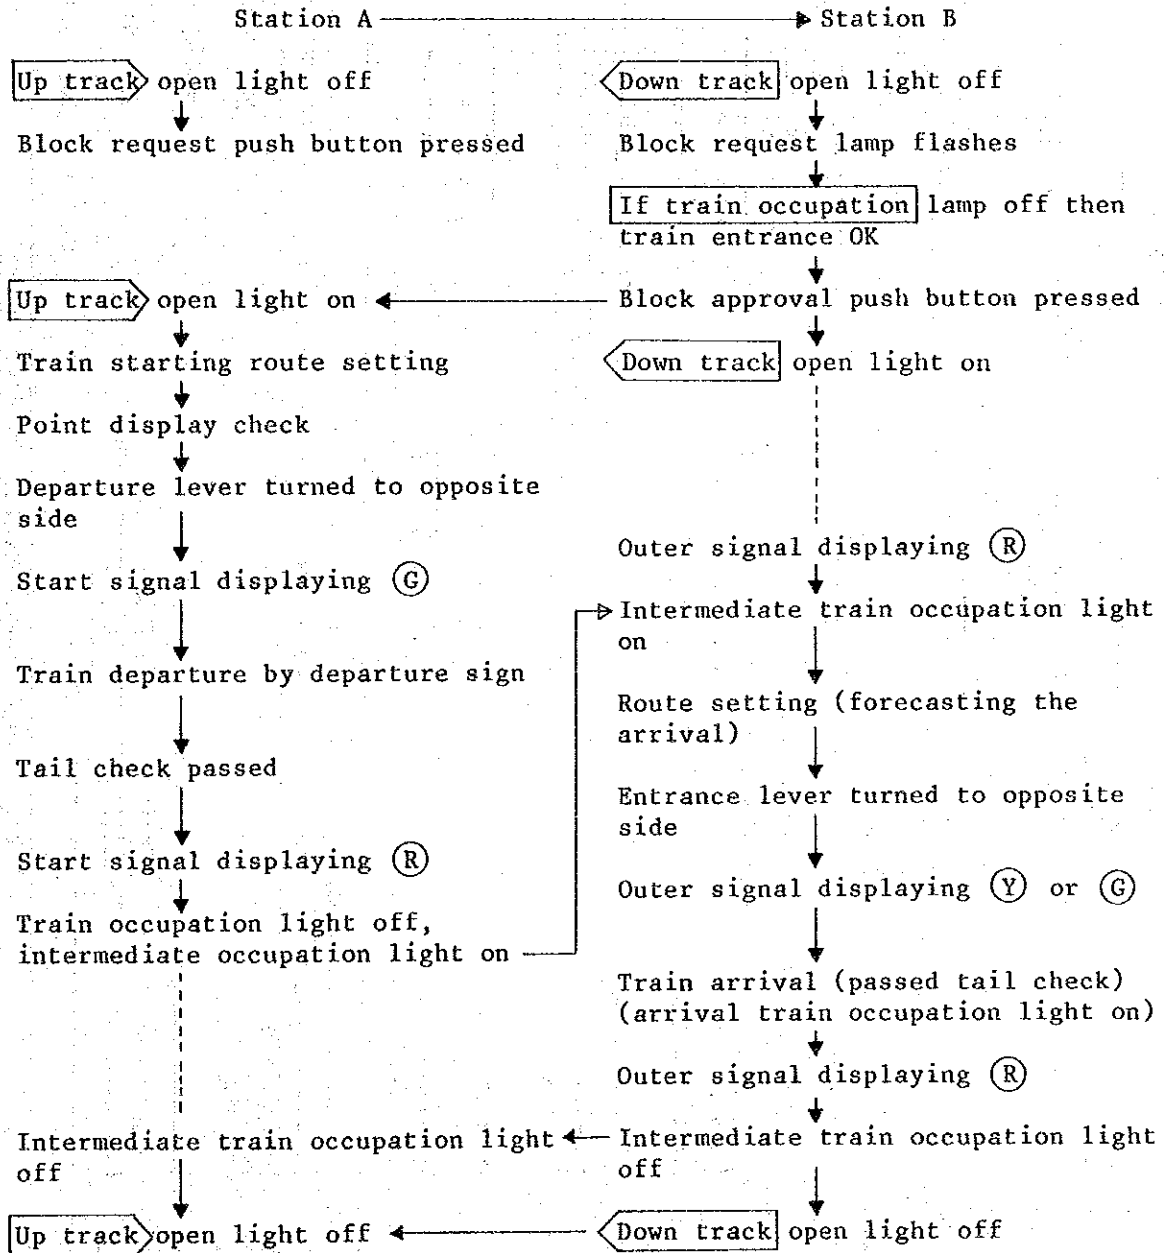 Station A Station B
Up track open light off
Block request push button pressed
Up track open light on
Train starting route setting
Point display check
Departure lever turned to opposite
side
Start signal displaying G
Train departure by departure sign
Tail check passed
Start signal displaying R
Train occupation light off,
intermediate occupation light on
Intermediate train occupation light
off
Up track open light off
Down track open light off
Block request lamp flashes
If train occupation lamp off then
train entrance OK
Block approval push button pressed
Down track open light on
Outer signal displaying R
Intermediate train occupation light
on
Route setting (forecasting the
arrival)
Entrance lever turned to opposite
side
Outer signal displaying Y or G
Train arrival (passed tail check)
(arrival train occupation light on)
Outer signal displaying R
Intermediate train occupation light
off
Down track open light off